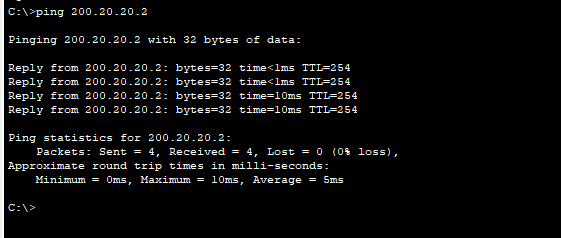 C:\>ping 200.20.20.2
Pinging 200.20.20.2 with 32 bytes of data:
Reply from 200.20.20.2: bytes=32 time<1ms TTL=254
Reply from 200.20.20.2: bytes=32 time<1ms TTL=254
Reply from 200.20.20.2: bytes=32 time=10ms TTL=254
Reply from 200.20.20.2: bytes=32 time=10ms TTL=254
Ping statistics for 200.20.20.2:
Packets: Sent = 4, Received = 4, Lost = 0 (0% loss),
Approximate round trip times in milli-seconds:
Minimum = 0ms, Maximum = 10ms, Average = 5ms
C:\>